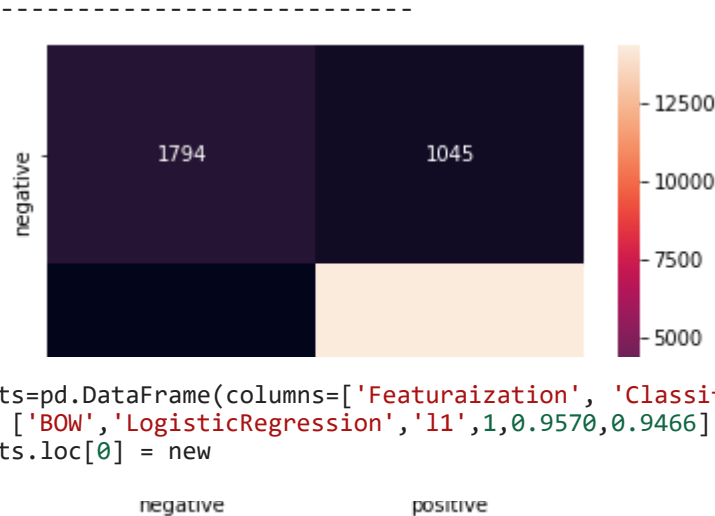 ---------------------------
12500
1794 1045
negative
10000
7500
5000
ts=pd.DataFrame(columns=['Featuraization', 'Classi
['BOW','LogisticRegression','l1',1,0.9570,0.9466]
ts.loc[0] = new
negative positive